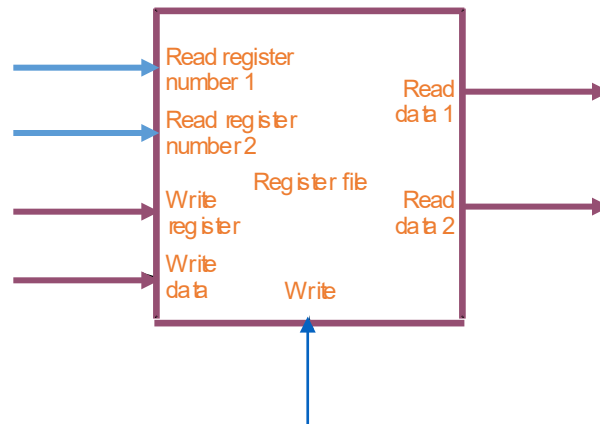 Read register
number 1
Read register
number 2
Register file
Write
register
Write
data
Write
Read
data 1
Read
data 2